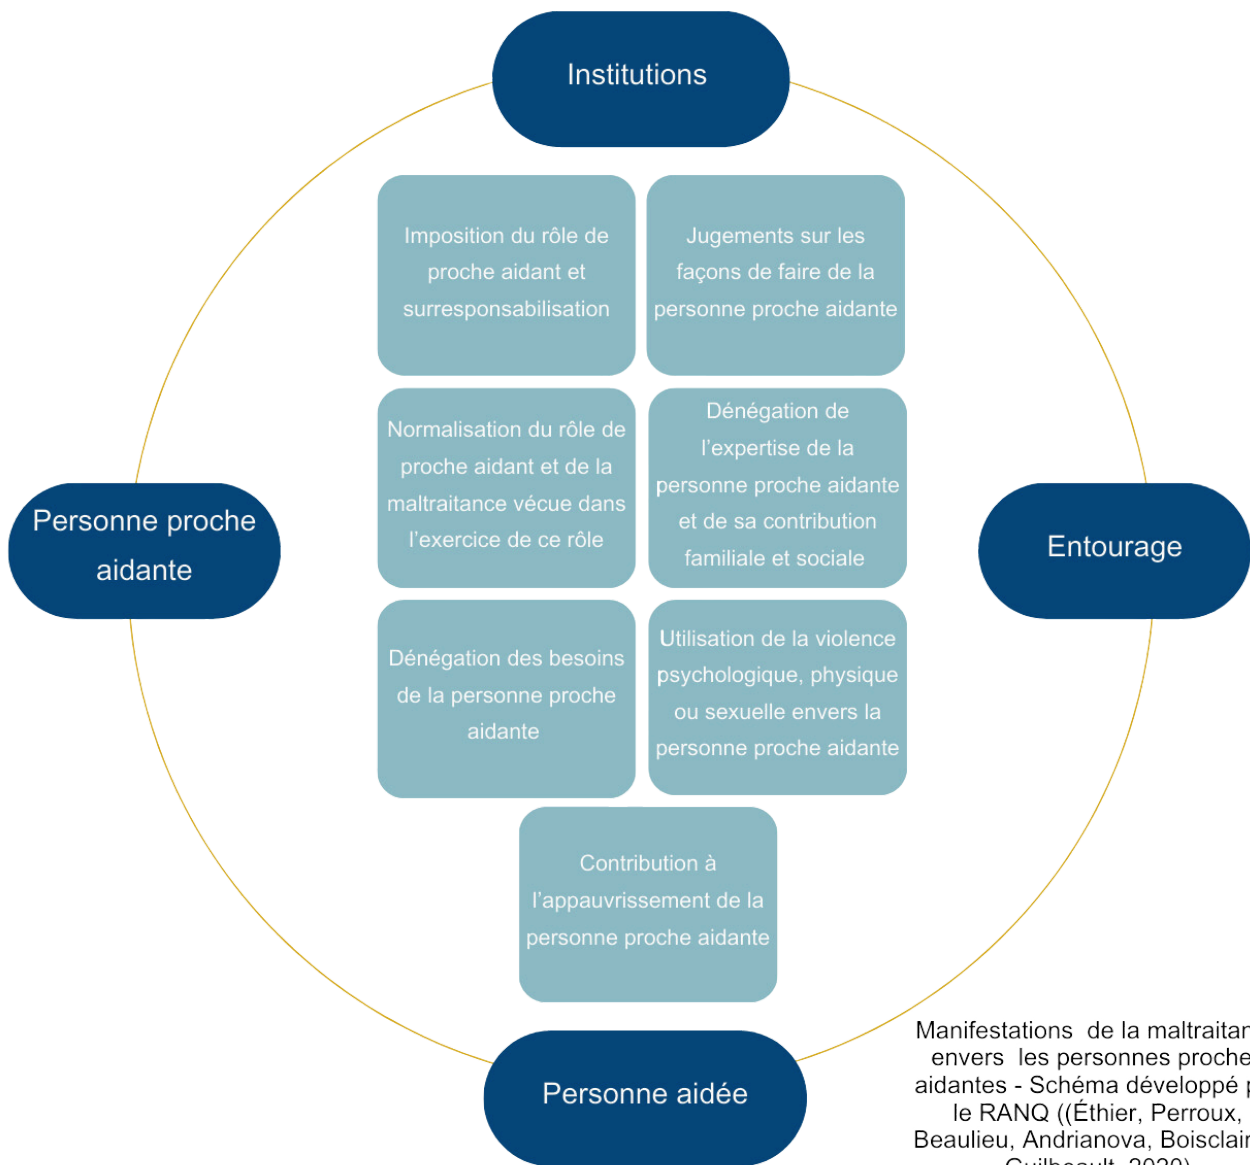 Institutions
Imposition du rôle de
proche aidant et
surresponsabilisation
Jugements sur les
façons de faire de la
personne proche aidante
Normalisation du rôle de
proche aidant et de la
maltraitance vécue dans
l'exercice de ce rôle
Dénégation de
l'expertise de la
personne proche aidante
et de sa contribution
familiale et sociale
Personne proche
aidante
Entourage
Dénégation des besoins
de la personne proche
aidante
Utilisation de la violence
psychologique, physique
ou sexuelle envers la
personne proche aidante
Contribution à
l'appauvrissement de la
personne proche aidante
Personne aidée
Manifestations de la
envers les personnes
aidantes - Schéma développé
le RANQ ((Éthier, Perroux,
Beaulieu, Andrianova,
Guilbeault, 2020)